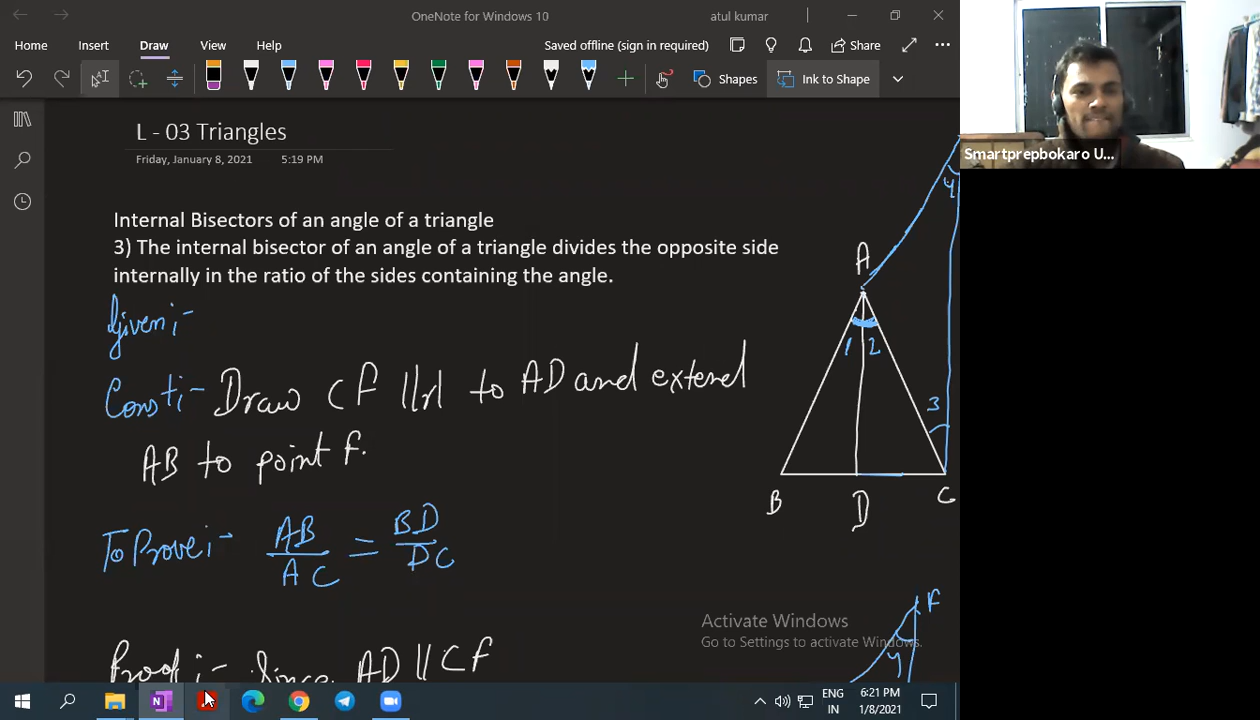 OneNote for Windows 10
atul kumar
Home Insert Draw View Help
Saved offline (sign in required)
Share
Shapes
Ink to Shape
L - 03 Triangles
Friday, January 8, 2021 5:19 PM
Smartprepbokaro U...
Internal Bisectors of an angle of a triangle
3) The internal bisector of an angle of a triangle divides the opposite side
internally in the ratio of the sides containing the angle.
Given:-
Const:- Draw CF ||rl to AD and extend
AB to point F.
To Prove:- AB/AC = BD/DC
Proof:- Since AD || CF
4
A
1 2
3
B D C
F
4
Activate Windows
Go to Settings to activate Windows.
ENG
IN
6:21 PM
1/8/2021